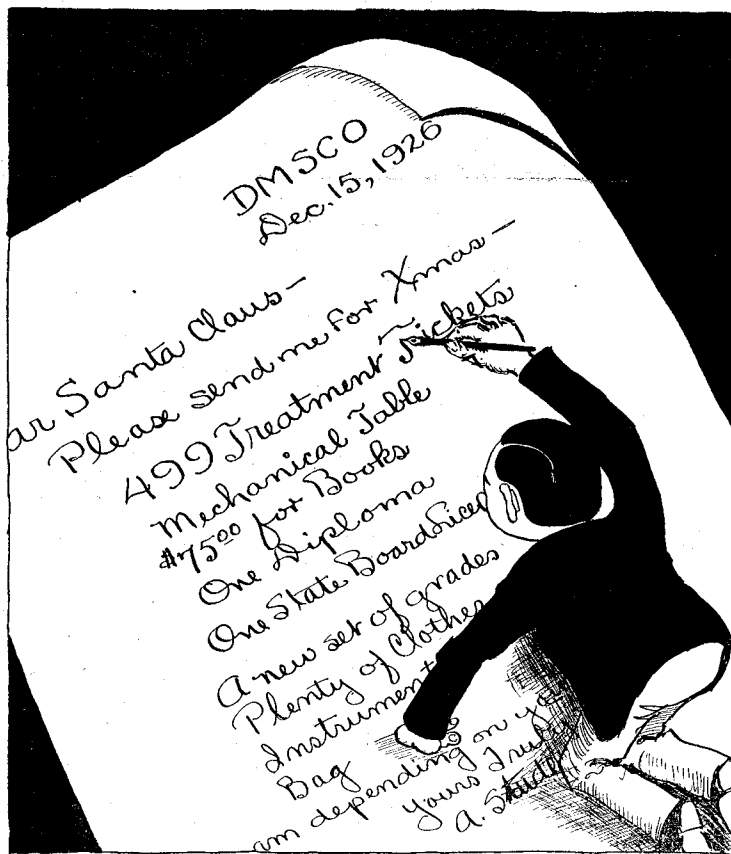 DMSCO
Dec. 15, 1926
ar Santa Claus —
Please send me for Xmas —
499 Treatment Tickets
Mechanical Table
$75.00 for Books
One Diploma
One State Board
A new set of grades
Plenty of Clothes
Instrument
Bag
am depending on yo
yours Truly
A. Stude